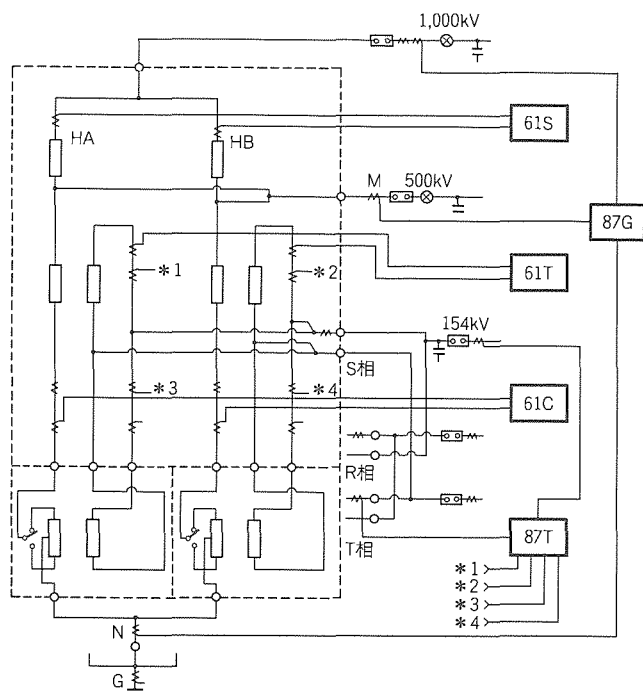 1,000kV
HA
HB
61S
M
500kV
87G
*1
*2
61T
154kV
S相
*3
*4
61C
R相
T相
87T
*1
*2
*3
*4
N
G